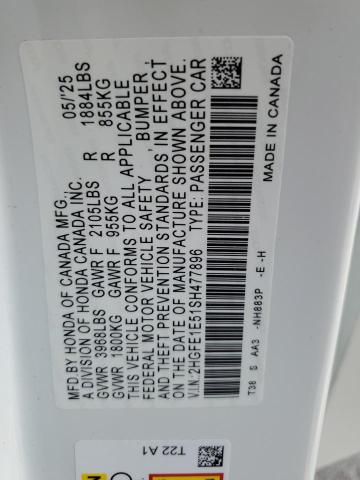 MFD.BY HONDA OF CANADA MFG., 05/'25
A DIVISION OF HONDA CANADA INC.
GVWR 3968LBS GAWR F 2105LBS R 1884LBS
GVWR 1800KG GAWR F 955KG R 855KG
THIS VEHICLE CONFORMS TO ALL APPLICABLE
FEDERAL MOTOR VEHICLE SAFETY, BUMPER,
AND THEFT PREVENTION STANDARDS IN EFFECT
ON THE DATE OF MANUFACTURE SHOWN ABOVE.
V.I.N.:2HGFE1E51SH477896 TYPE: PASSENGER CAR
MADE IN CANADA
T38 AA3 -NH883P -E -H
T22 A1